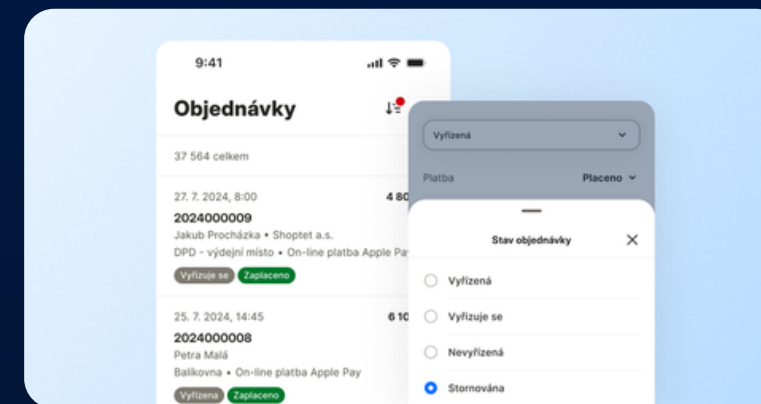 9:41
Objednávky
37 564 celkem
27. 7. 2024, 8:00 4 80
2024000009
Jakub Procházka • Shoptet a.s.
DPD - výdejní místo • On-line platba Apple Pay
Vyřizuje se Zaplaceno
25. 7. 2024, 14:45 6 10
2024000008
Petra Malá
Balíkovna • On-line platba Apple Pay
Vyřízena Zaplaceno
Vyřízená
Platba Placeno
Stav objednávky
Vyřízená
Vyřizuje se
Nevyřízená
Stornována